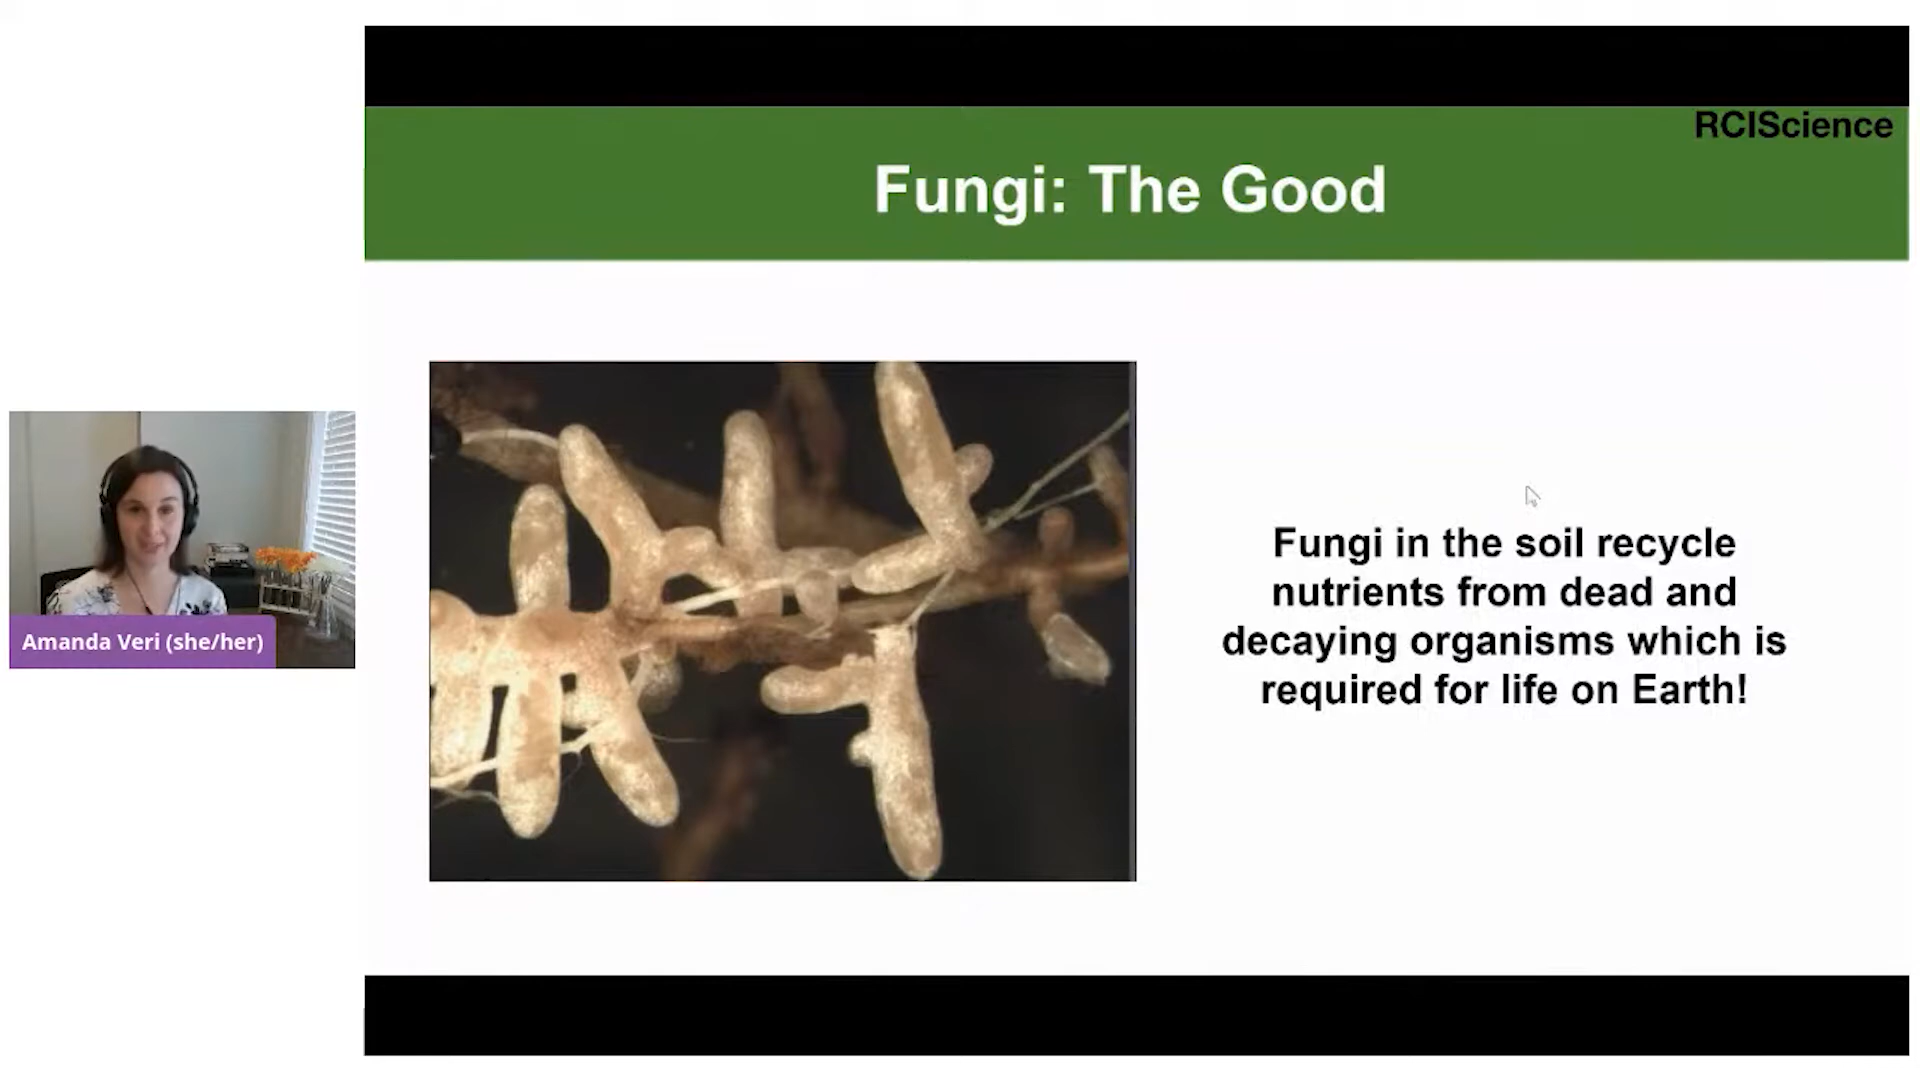 RCIScience
Fungi: The Good
Amanda Veri (she/her)
Fungi in the soil recycle
nutrients from dead and
decaying organisms which is
required for life on Earth!